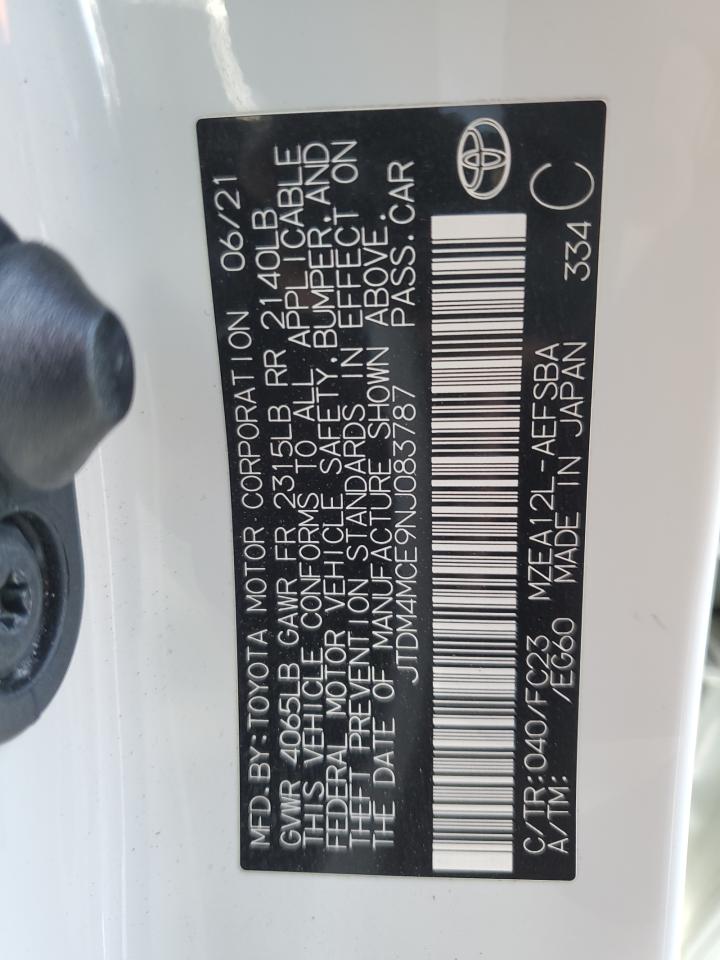 MFD.BY:TOYOTA MOTOR CORPORATION 06/21
GVWR 4065LB GAWR FR 2315LB RR 2140LB
THIS VEHICLE CONFORMS TO ALL APPLICABLE
FEDERAL MOTOR VEHICLE SAFETY,BUMPER,AND
THEFT PREVENTION STANDARDS IN EFFECT ON
THE DATE OF MANUFACTURE SHOWN ABOVE.
JTDM4MCE9NJ083787 PASS.CAR
C/TR:040/FC23 MZEA12L-AEFSBA 334 C
A/TM: /EG60 MADE IN JAPAN